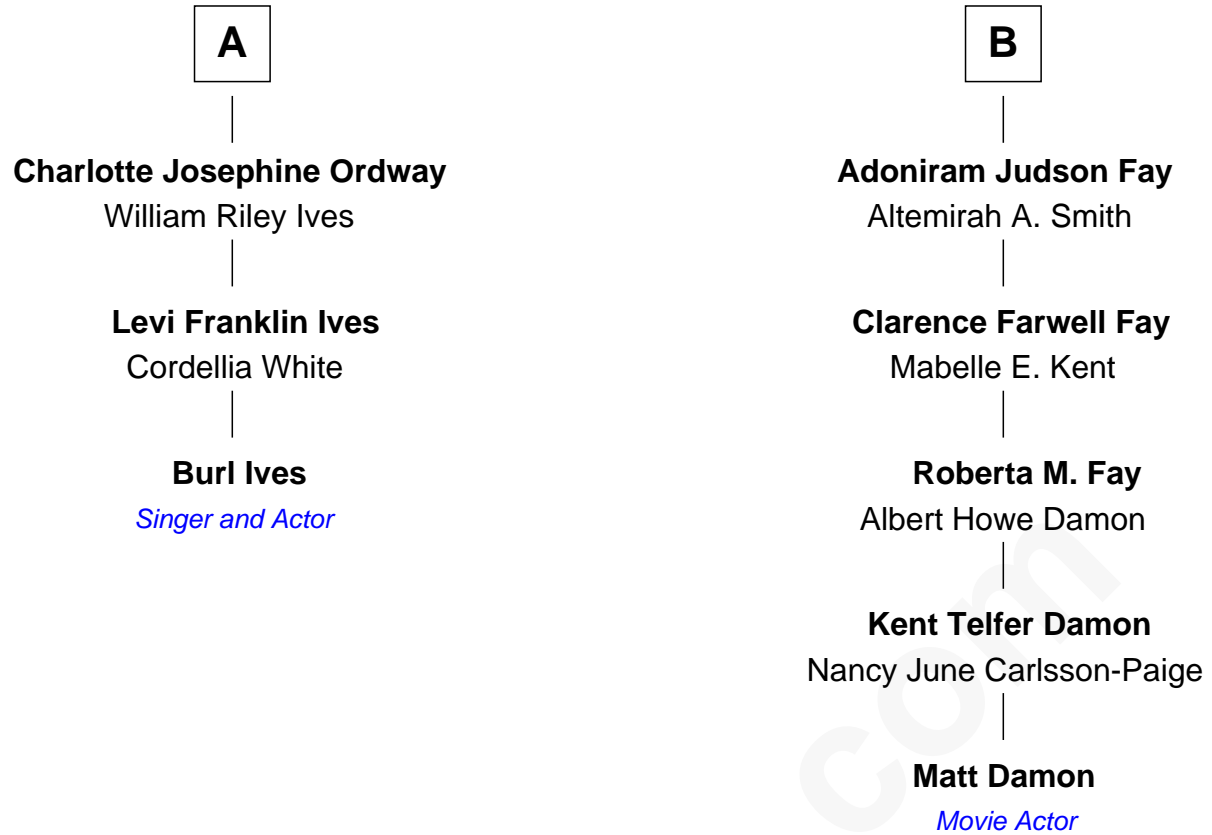 A
Charlotte Josephine Ordway
William Riley Ives
Levi Franklin Ives
Cordellia White
Burl Ives
Singer and Actor
B
Adoniram Judson Fay
Altemirah A. Smith
Clarence Farwell Fay
Mabelle E. Kent
Roberta M. Fay
Albert Howe Damon
Kent Telfer Damon
Nancy June Carlsson-Paige
Matt Damon
Movie Actor
com